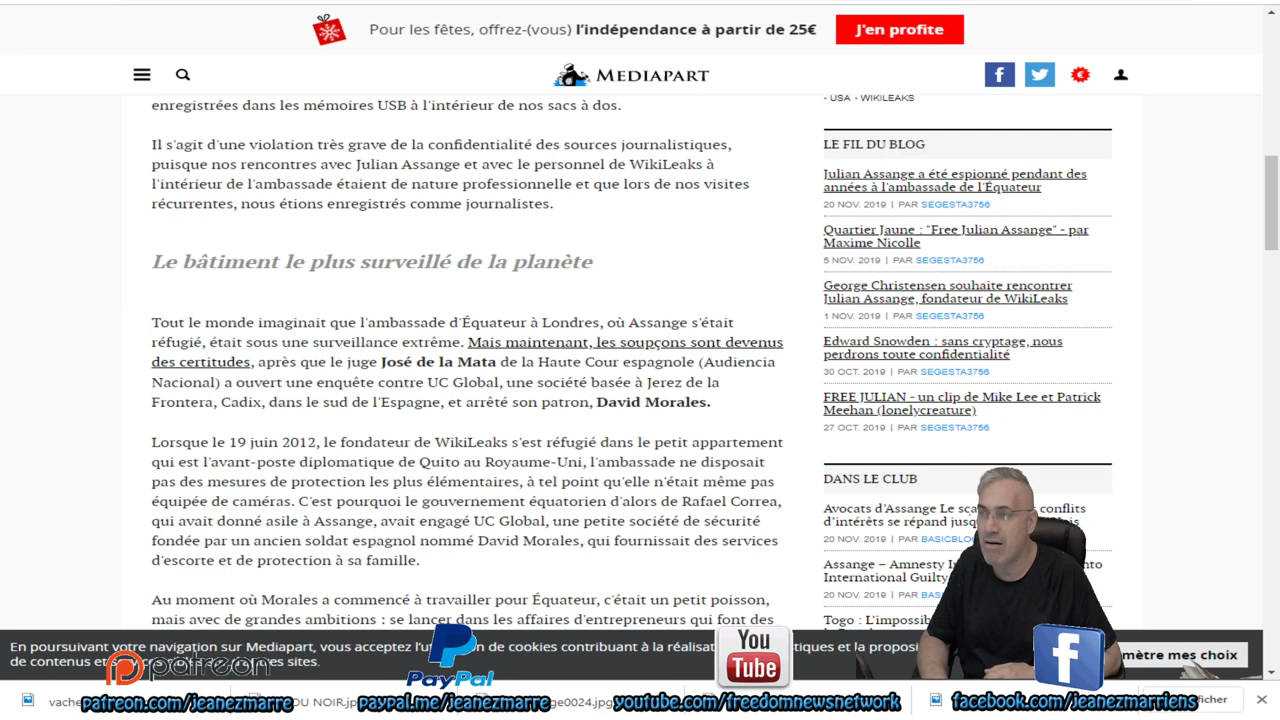 Pour les fêtes, offrez-(vous) l'indépendance à partir de 25€
J'en profite
MEDIAPART
enregistrées dans les mémoires USB à l'intérieur de nos sacs à dos.
Il s'agit d'une violation très grave de la confidentialité des sources journalistiques,
puisque nos rencontres avec Julian Assange et avec le personnel de WikiLeaks à
l'intérieur de l'ambassade étaient de nature professionnelle et que lors de nos visites
récurrentes, nous étions enregistrés comme journalistes.
Le bâtiment le plus surveillé de la planète
Tout le monde imaginait que l'ambassade d'Équateur à Londres, où Assange s'était
réfugié, était sous une surveillance extrême. Mais maintenant, les soupçons sont devenus
des certitudes, après que le juge José de la Mata de la Haute Cour espagnole (Audiencia
Nacional) a ouvert une enquête contre UC Global, une société basée à Jerez de la
Frontera, Cadix, dans le sud de l'Espagne, et arrêté son patron, David Morales.
Lorsque le 19 juin 2012, le fondateur de WikiLeaks s'est réfugié dans le petit appartement
qui est l'avant-poste diplomatique de Quito au Royaume-Uni, l'ambassade ne disposait
pas des mesures de protection les plus élémentaires, à tel point qu'elle n'était même pas
équipée de caméras. C'est pourquoi le gouvernement équatorien d'alors de Rafael Correa,
qui avait donné asile à Assange, avait engagé UC Global, une petite société de sécurité
fondée par un ancien soldat espagnol nommé David Morales, qui fournissait des services
d'escorte et de protection à sa famille.
Au moment où Morales a commencé à travailler pour Équateur, c'était un petit poisson,
mais avec de grandes ambitions : se lancer dans les affaires d'entrepreneurs qui font des
- USA - WIKILEAKS
LE FIL DU BLOG
Julian Assange a été espionné pendant des
années à l'ambassade de l'Équateur
20 NOV. 2019 | PAR SEGESTA3756
Quartier Jaune : "Free Julian Assange" - par
Maxime Nicolle
5 NOV. 2019 | PAR SEGESTA3756
George Christensen souhaite rencontrer
Julian Assange, fondateur de WikiLeaks
1 NOV. 2019 | PAR SEGESTA3756
Edward Snowden : sans cryptage, nous
perdrons toute confidentialité
30 OCT. 2019 | PAR SEGESTA3756
FREE JULIAN - un clip de Mike Lee et Patrick
Meehan (lonelycreature)
27 OCT. 2019 | PAR SEGESTA3756
DANS LE CLUB
Avocats d'Assange Le conflits
d'intérêts se répand
20 NOV. 2019 | PAR
Assange – Amnesty
International Guilty
20 NOV. 2019 | PAR
Togo :
En poursuivant votre navigation sur Mediapart, vous acceptez de cookies contribuant à la
de contenus et sites.
mètre mes choix
patreon
PayPal
You
Tube
f
patreon.com/jeanezmarre
paypal.me/jeanezmarre
youtube.com/freedomnewsnetwork
facebook.com/jeanezmarriens